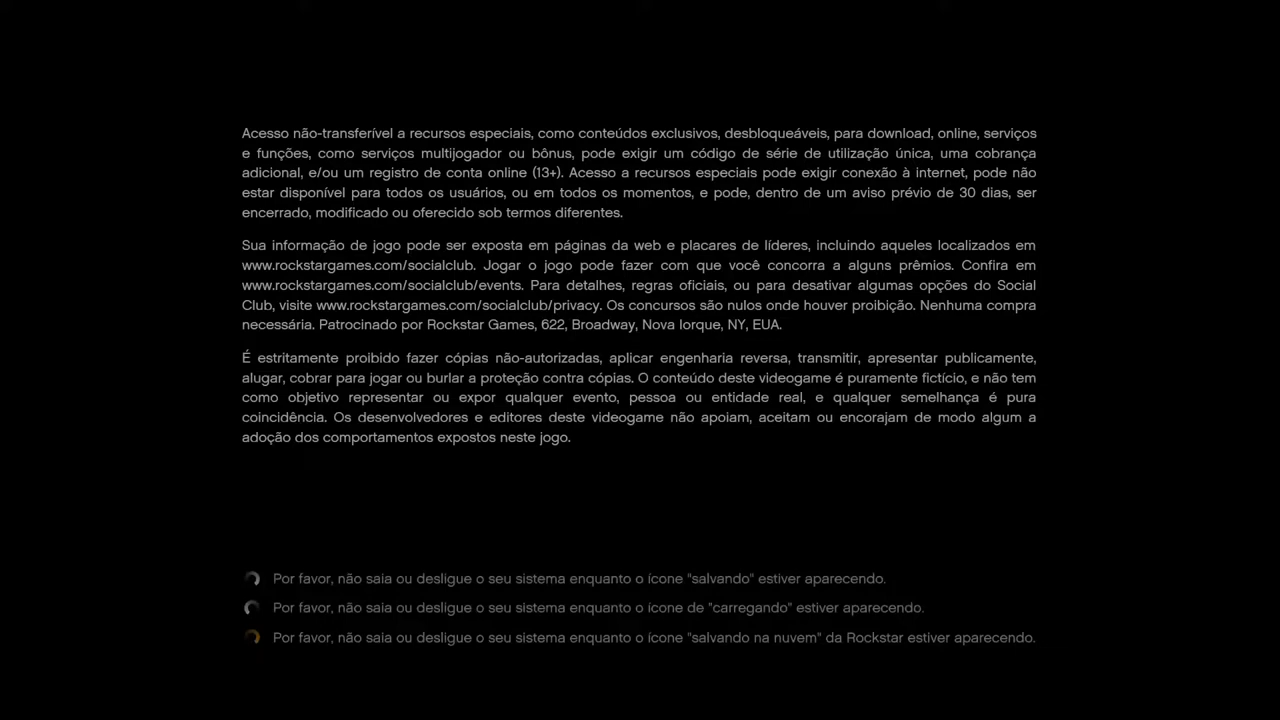 Acesso não-transferível a recursos especiais, como conteúdos exclusivos, desbloqueáveis, para download, online, serviços
e funções, como serviços multijogador ou bônus, pode exigir um código de série de utilização única, uma cobrança
adicional, e/ou um registro de conta online (13+). Acesso a recursos especiais pode exigir conexão à internet, pode não
estar disponível para todos os usuários, ou em todos os momentos, e pode, dentro de um aviso prévio de 30 dias, ser
encerrado, modificado ou oferecido sob termos diferentes.
Sua informação de jogo pode ser exposta em páginas da web e placares de líderes, incluindo aqueles localizados em
www.rockstargames.com/socialclub. Jogar o jogo pode fazer com que você concorra a alguns prêmios. Confira em
www.rockstargames.com/socialclub/events. Para detalhes, regras oficiais, ou para desativar algumas opções do Social
Club, visite www.rockstargames.com/socialclub/privacy. Os concursos são nulos onde houver proibição. Nenhuma compra
necessária. Patrocinado por Rockstar Games, 622, Broadway, Nova Iorque, NY, EUA.
É estritamente proibido fazer cópias não-autorizadas, aplicar engenharia reversa, transmitir, apresentar publicamente,
alugar, cobrar para jogar ou burlar a proteção contra cópias. O conteúdo deste videogame é puramente fictício, e não tem
como objetivo representar ou expor qualquer evento, pessoa ou entidade real, e qualquer semelhança é pura
coincidência. Os desenvolvedores e editores deste videogame não apoiam, aceitam ou encorajam de modo algum a
adoção dos comportamentos expostos neste jogo.
Por favor, não saia ou desligue o seu sistema enquanto o ícone "salvando" estiver aparecendo.
Por favor, não saia ou desligue o seu sistema enquanto o ícone de "carregando" estiver aparecendo.
Por favor, não saia ou desligue o seu sistema enquanto o ícone "salvando na nuvem" da Rockstar estiver aparecendo.